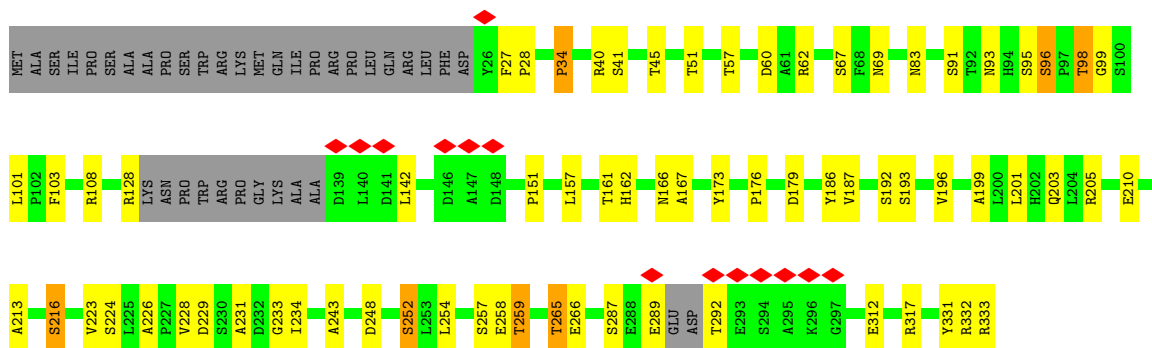 MET ALA SER ILE PRO SER ALA ALA PRO SER TRP ARG LYS MET GLN ILE PRO ARG PRO LEU GLN ARG LEU PHE ASP Y26 F27 P28 P34 R40 S41 T45 T51 T57 D60 A61 R62 S67 F68 N69 N83 S91 T92 N93 H94 S95 S96 P97 T98 G99 S100
L101 P102 F103 R108 R128 LYS ASN PRO TRP ARG PRO GLY LYS ALA ALA D139 L140 D141 L142 D146 A147 D148 P151 L157 T161 H162 N166 A167 Y173 P176 D179 Y186 V187 S192 S193 V196 A199 L200 L201 H202 Q203 L204 R205 E210
A213 S216 V223 S224 L225 A226 P227 V228 D229 S230 A231 D232 G233 I234 A243 D248 S252 L253 L254 S257 E258 T259 T265 E266 S287 E288 E289 GLU ASP T292 E293 S294 A295 K296 G297 E312 R317 Y331 R332 R333